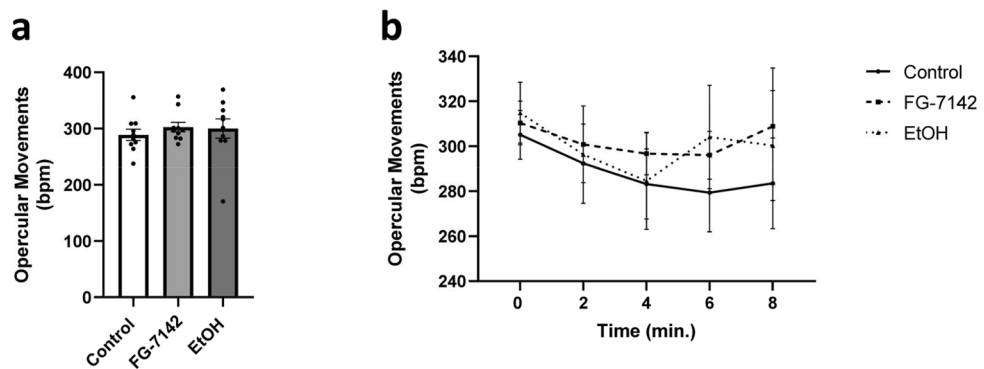 a
Opercular Movements
(bpm)
400
300
200
100
0
Control
FG-7142
EtOH
b
Opercular Movements
(bpm)
340
320
300
280
260
240
0 2 4 6 8
Time (min.)
Control
FG-7142
EtOH